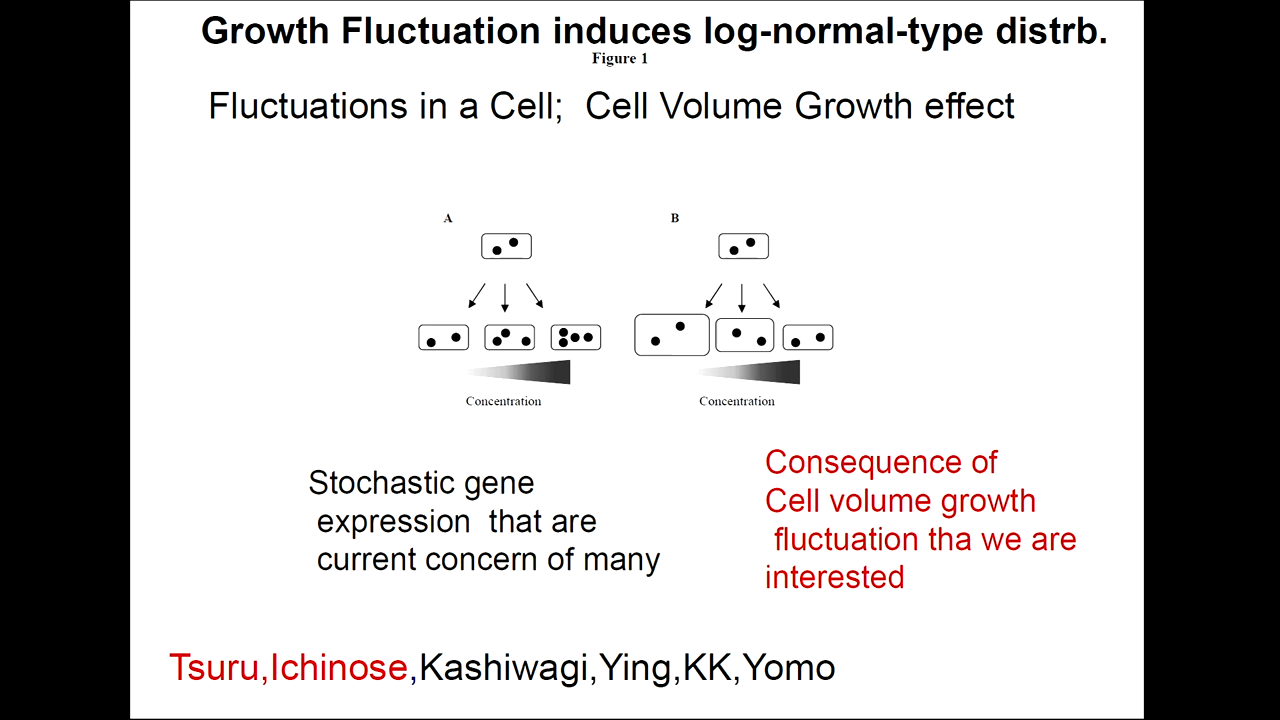 Growth Fluctuation induces log-normal-type distrb.
Figure 1
Fluctuations in a Cell; Cell Volume Growth effect
A
B
Concentration
Concentration
Stochastic gene
expression that are
current concern of many
Consequence of
Cell volume growth
fluctuation tha we are
interested
Tsuru,Ichinose,Kashiwagi,Ying,KK,Yomo